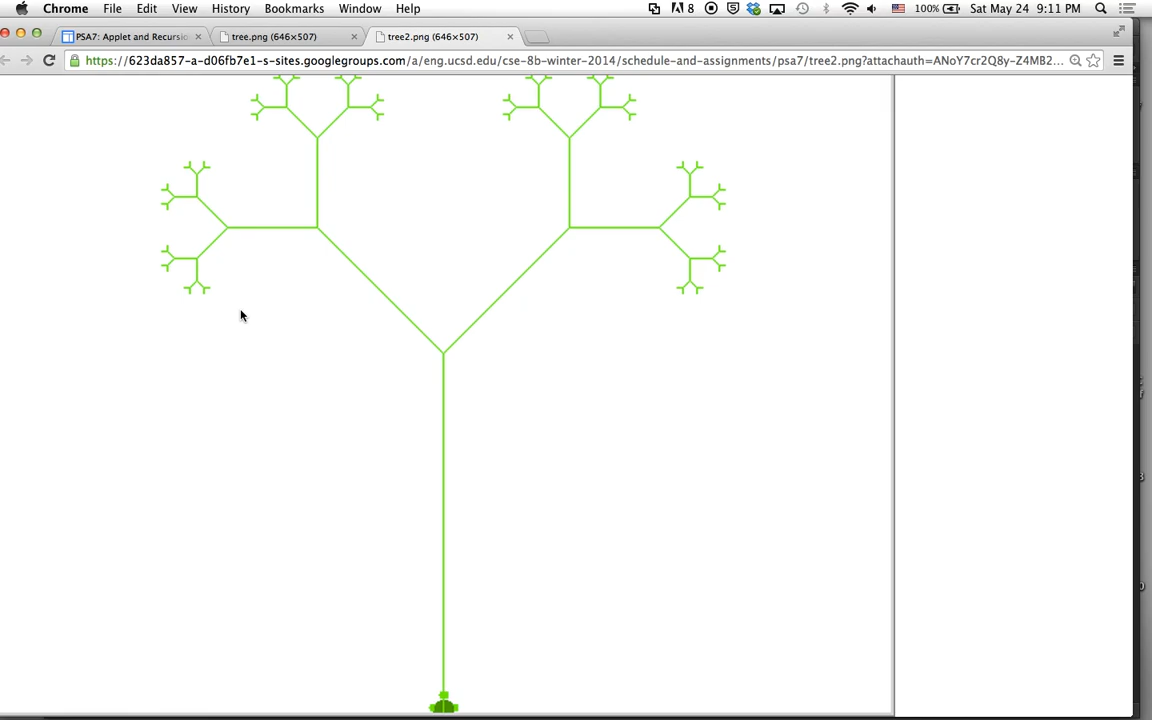 Chrome File Edit View History Bookmarks Window Help 8 100% Sat May 24 9:11 PM
PSA7: Applet and Recursio tree.png (646×507) tree2.png (646×507)
https://623da857-a-d06fb7e1-s-sites.googlegroups.com/a/eng.ucsd.edu/cse-8b-winter-2014/schedule-and-assignments/psa7/tree2.png?attachauth=ANoY7cr2Q8y-Z4MB2...